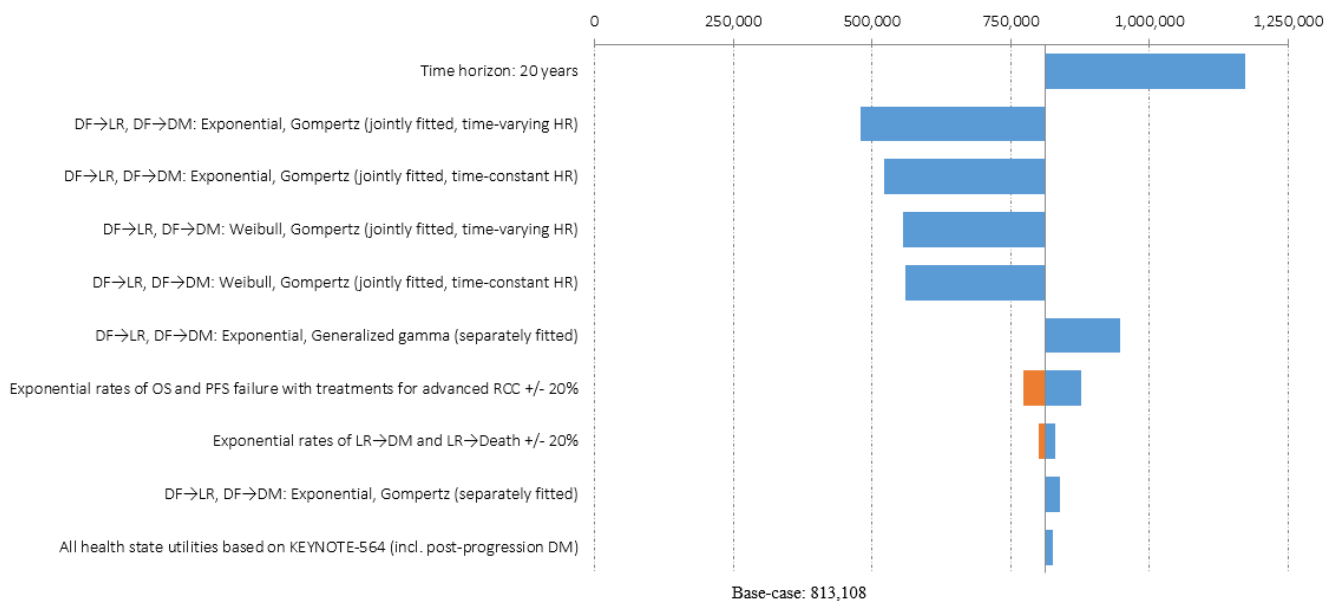 0 250,000 500,000 750,000 1,000,000 1,250,000
Time horizon: 20 years
DF→LR, DF→DM: Exponential, Gompertz (jointly fitted, time-varying HR)
DF→LR, DF→DM: Exponential, Gompertz (jointly fitted, time-constant HR)
DF→LR, DF→DM: Weibull, Gompertz (jointly fitted, time-varying HR)
DF→LR, DF→DM: Weibull, Gompertz (jointly fitted, time-constant HR)
DF→LR, DF→DM: Exponential, Generalized gamma (separately fitted)
Exponential rates of OS and PFS failure with treatments for advanced RCC +/- 20%
Exponential rates of LR→DM and LR→Death +/- 20%
DF→LR, DF→DM: Exponential, Gompertz (separately fitted)
All health state utilities based on KEYNOTE-564 (incl. post-progression DM)
Base-case: 813,108